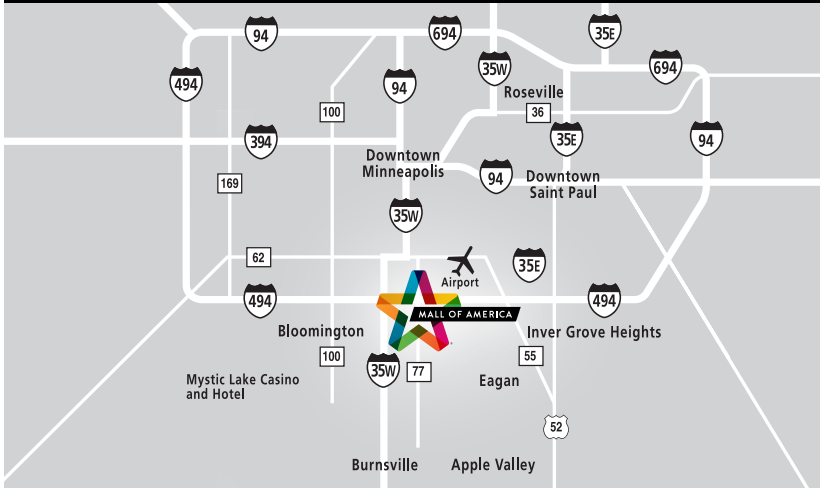 94
694
35E
35W
694
494
94
Roseville
100
36
394
35E
94
Downtown
Minneapolis
169
94
Downtown
Saint Paul
35W
62
35E
Airport
494
494
MALL OF AMERICA
Bloomington
Inver Grove Heights
100
35W
77
55
Mystic Lake Casino
and Hotel
Eagan
52
Burnsville
Apple Valley